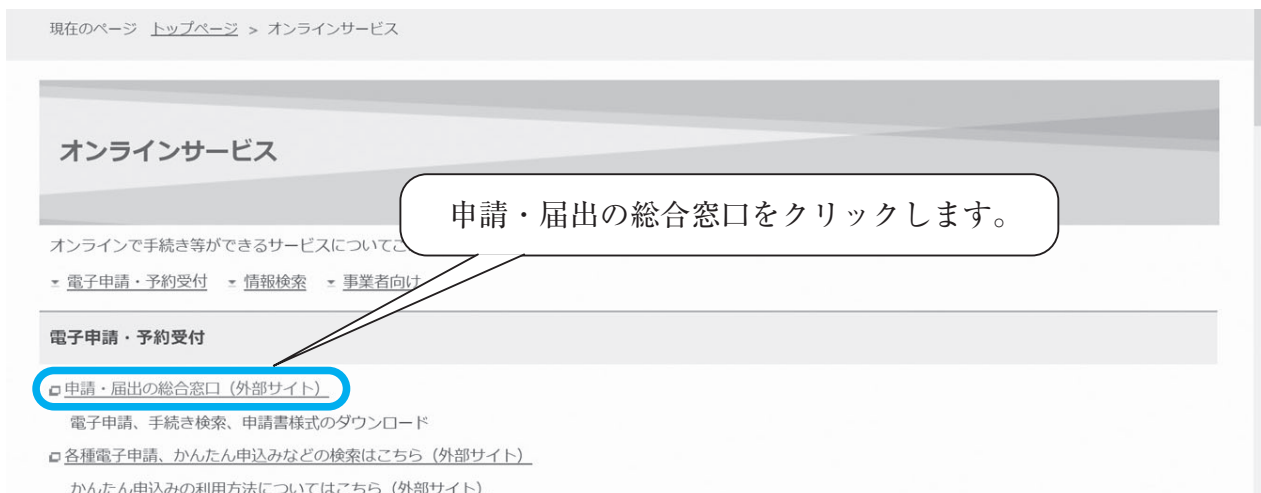 現在のページ トップページ > オンラインサービス
オンラインサービス
申請・届出の総合窓口をクリックします。
オンラインで手続き等ができるサービスについてご
電子申請・予約受付 情報検索 事業者向け
電子申請・予約受付
申請・届出の総合窓口（外部サイト）
電子申請、手続き検索、申請書様式のダウンロード
各種電子申請、かんたん申込みなどの検索はこちら（外部サイト）
かんたん申込みの利用方法についてはこちら（外部サイト）